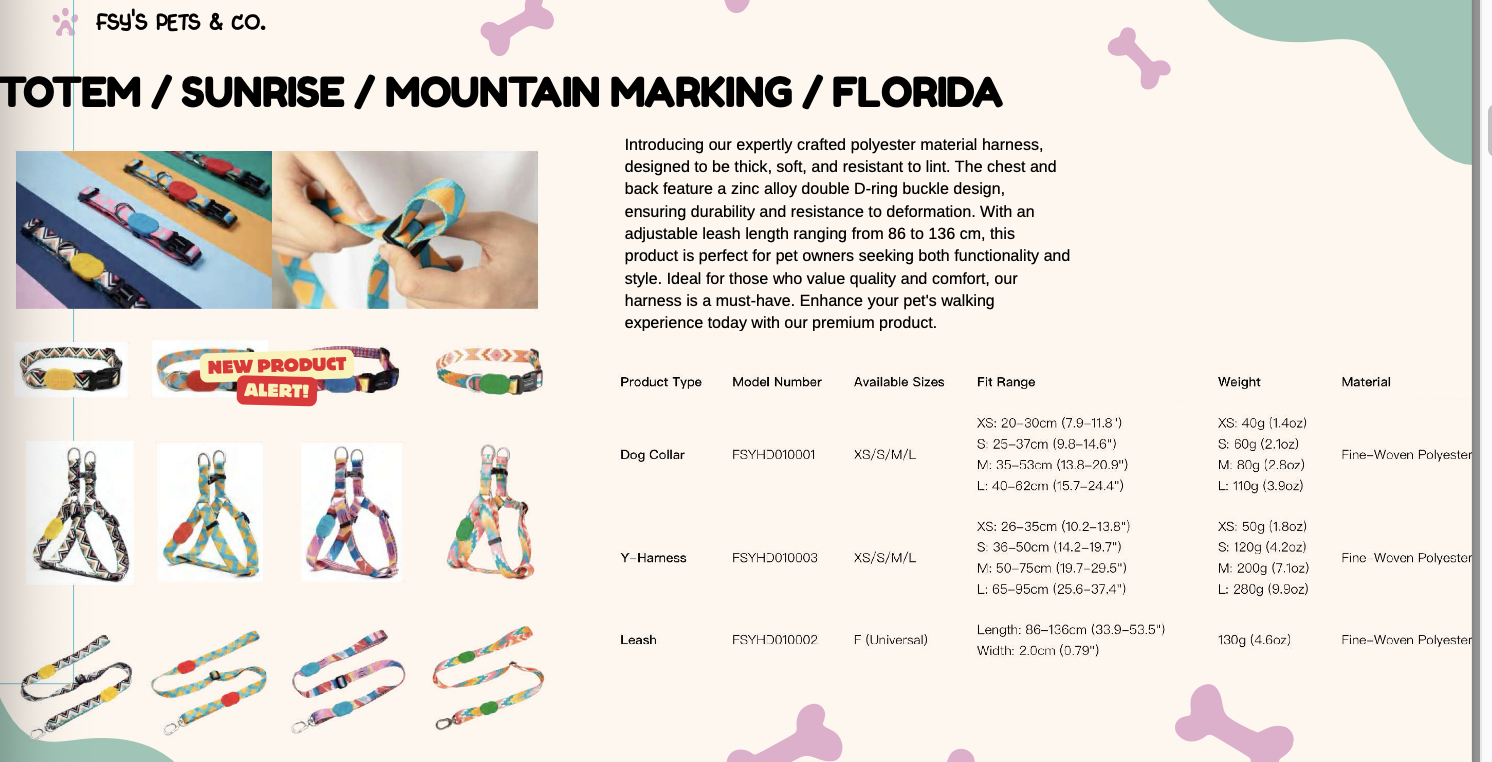 FSY'S PETS & CO.
TOTEM / SUNRISE / MOUNTAIN MARKING / FLORIDA
Introducing our expertly crafted polyester material harness,
designed to be thick, soft, and resistant to lint. The chest and
back feature a zinc alloy double D-ring buckle design,
ensuring durability and resistance to deformation. With an
adjustable leash length ranging from 86 to 136 cm, this
product is perfect for pet owners seeking both functionality and
style. Ideal for those who value quality and comfort, our
harness is a must-have. Enhance your pet's walking
experience today with our premium product.
NEW PRODUCT
ALERT!
Product Type Model Number Available Sizes Fit Range Weight Material
XS: 20–30cm (7.9–11.8") XS: 40g (1.4oz)
S: 25–37cm (9.8–14.6") S: 60g (2.1oz)
Dog Collar FSYHD010001 XS/S/M/L Fine–Woven Polyester
M: 35–53cm (13.8–20.9") M: 80g (2.8oz)
L: 40–62cm (15.7–24.4") L: 110g (3.9oz)
XS: 26–35cm (10.2–13.8") XS: 50g (1.8oz)
S: 36–50cm (14.2–19.7") S: 120g (4.2oz)
Y–Harness FSYHD010003 XS/S/M/L Fine–Woven Polyester
M: 50–75cm (19.7–29.5") M: 200g (7.1oz)
L: 65–95cm (25.6–37.4") L: 280g (9.9oz)
Length: 86–136cm (33.9–53.5")
Leash FSYHD010002 F (Universal) 130g (4.6oz) Fine–Woven Polyester
Width: 2.0cm (0.79")